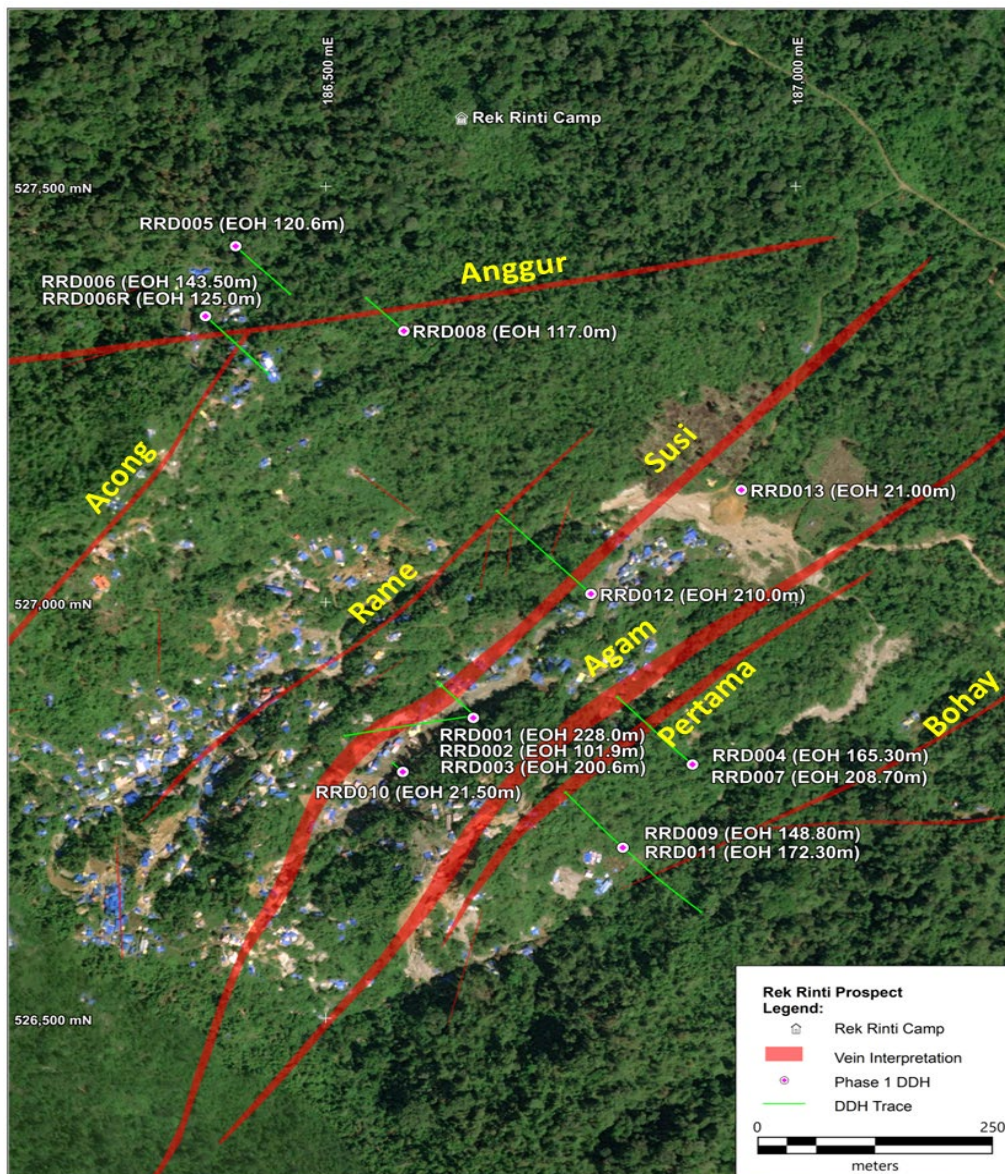 186,500 mE
187,000 mE
Rek Rinti Camp
527,500 mN
RRD005 (EOH 120.6m)
Anggur
RRD006 (EOH 143.50m)
RRD006R (EOH 125.0m)
RRD008 (EOH 117.0m)
Acong
Susi
RRD013 (EOH 21.00m)
Rame
527,000 mN
RRD012 (EOH 210.0m)
Agam
Pertama
Bohay
RRD001 (EOH 228.0m)
RRD002 (EOH 101.9m)
RRD003 (EOH 200.6m)
RRD004 (EOH 165.30m)
RRD007 (EOH 208.70m)
RRD010 (EOH 21.50m)
RRD009 (EOH 148.80m)
RRD011 (EOH 172.30m)
526,500 mN
Rek Rinti Prospect
Legend:
Rek Rinti Camp
Vein Interpretation
Phase 1 DDH
DDH Trace
0 250
meters